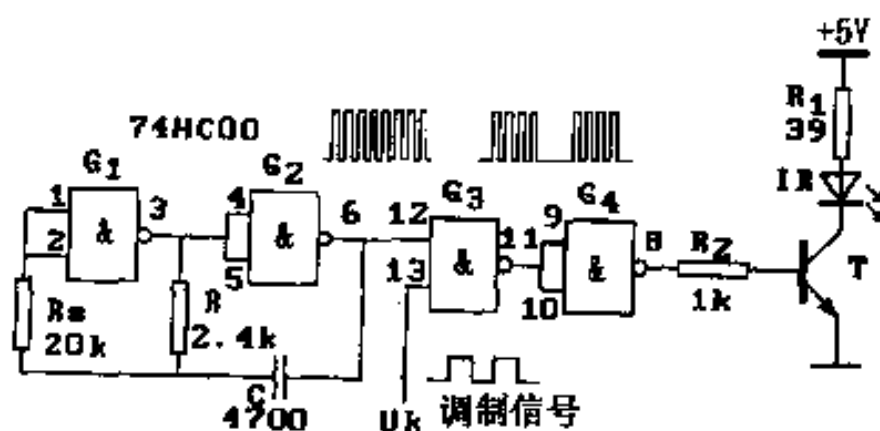 +5V
74HC00
R1
39
IR
G1
G2
G3
G4
1
2
3
4
5
6
12
13
11
9
10
8
&
&
&
&
R2
1k
T
Rs
20k
R
2.4k
C
4700
Uk
调制信号